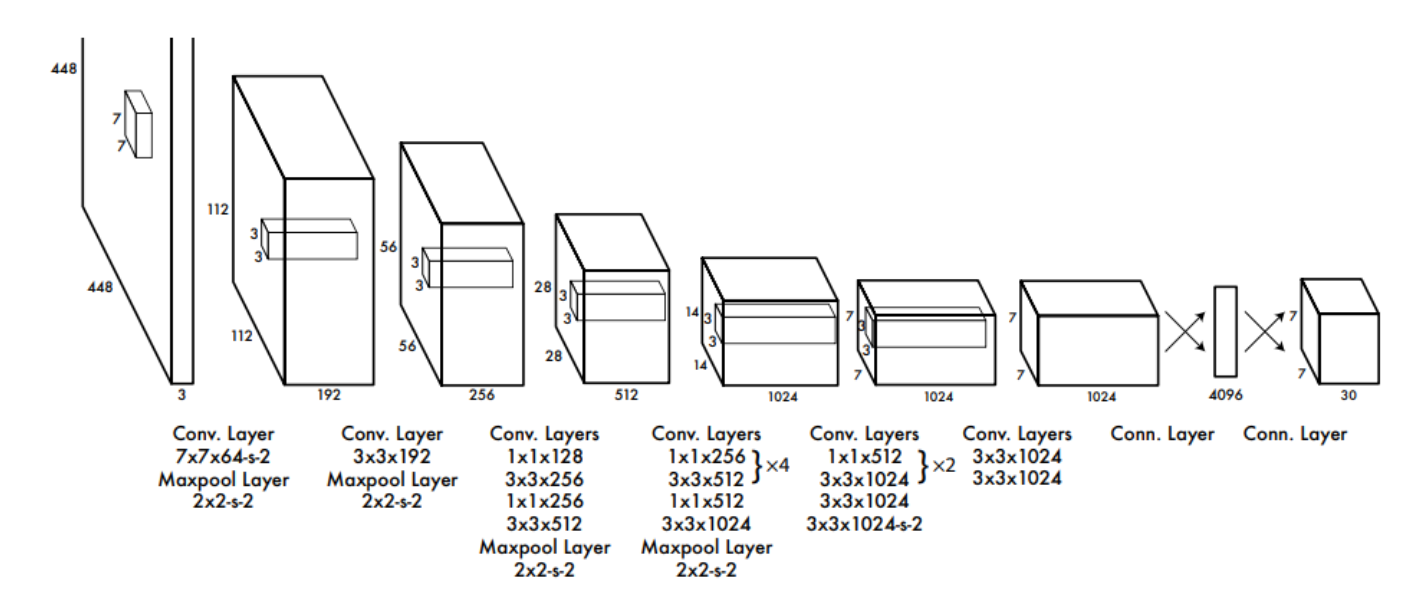 448
7
7
448
3
112
3
3
112
192
56
3
3
56
256
28
3
3
28
512
14
3
3
14
1024
7
3
3
7
1024
7
7
1024
4096
7
7
30
Conv. Layer
7x7x64-s-2
Maxpool Layer
2x2-s-2
Conv. Layer
3x3x192
Maxpool Layer
2x2-s-2
Conv. Layers
1x1x128
3x3x256
1x1x256
3x3x512
Maxpool Layer
2x2-s-2
Conv. Layers
1x1x256
3x3x512
} ×4
1x1x512
3x3x1024
Maxpool Layer
2x2-s-2
Conv. Layers
1x1x512
3x3x1024
} ×2
3x3x1024
3x3x1024-s-2
Conv. Layers
3x3x1024
3x3x1024
Conn. Layer
Conn. Layer